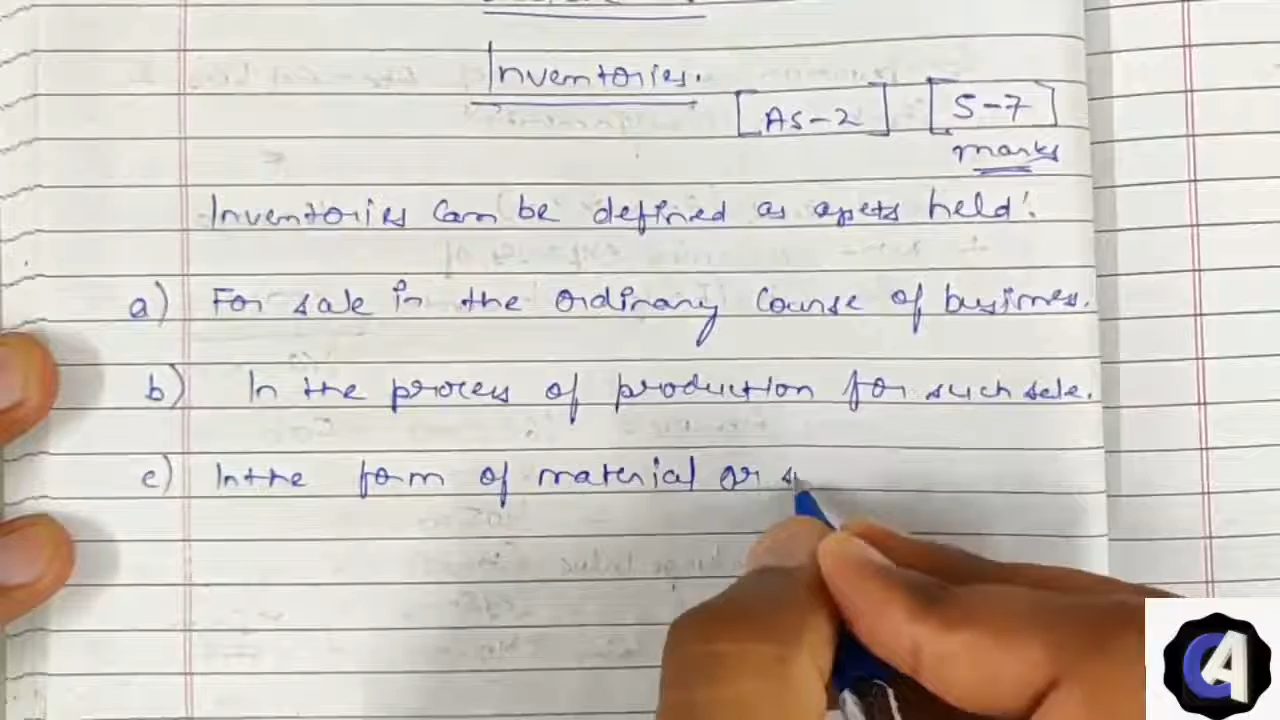 Inventories.
[AS-2] [5-7]
marks
Inventories can be defined as assets held:
a) For sale in the ordinary course of business.
b) In the process of production for such sale.
c) In the form of material or s
CA